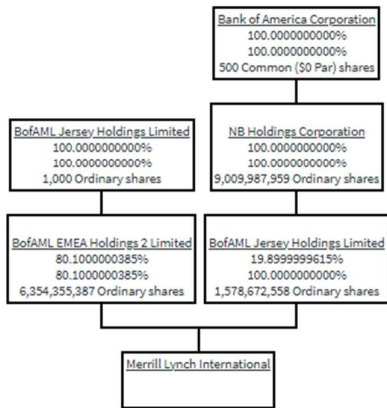 Bank of America Corporation
100.0000000000%
100.0000000000%
500 Common ($0 Par) shares
BofAML Jersey Holdings Limited
100.0000000000%
100.0000000000%
1,000 Ordinary shares
NB Holdings Corporation
100.0000000000%
100.0000000000%
9,009,987,959 Ordinary shares
BofAML EMEA Holdings 2 Limited
80.1000000385%
80.1000000385%
6,354,355,387 Ordinary shares
BofAML Jersey Holdings Limited
19.8999999615%
100.0000000000%
1,578,672,558 Ordinary shares
Merrill Lynch International